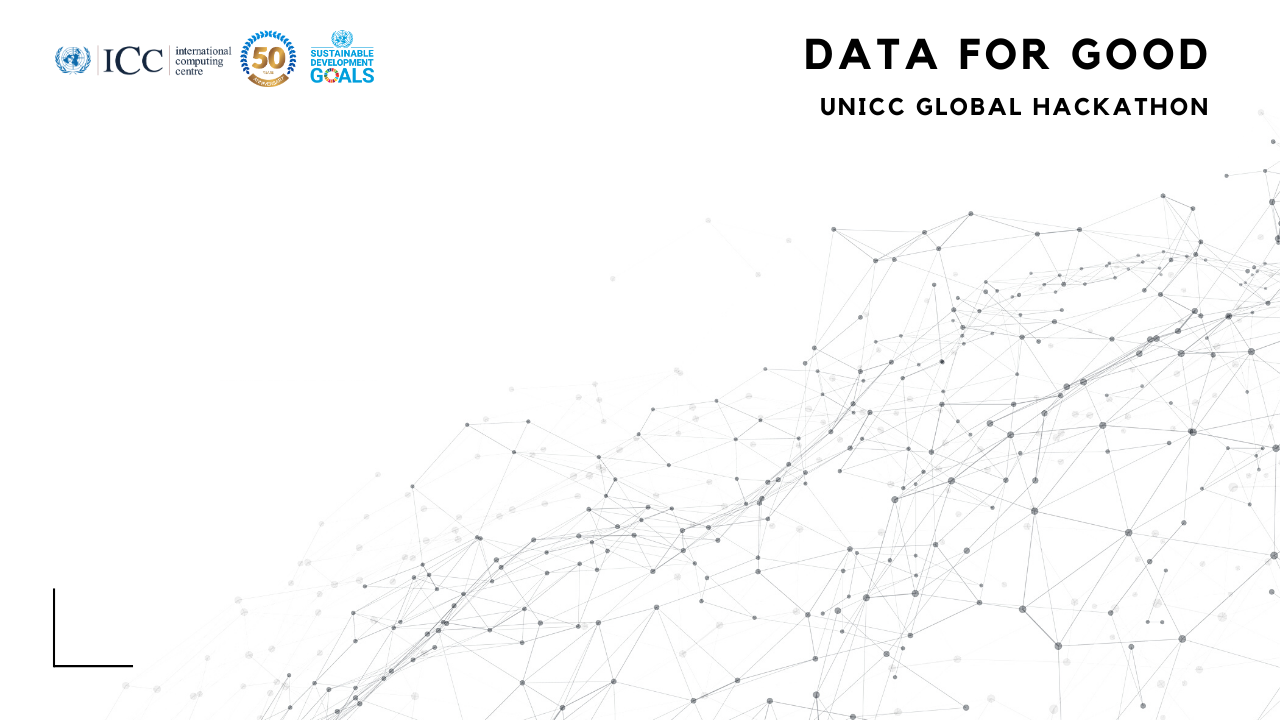 ICC
international
computing
centre
50
SUSTAINABLE
DEVELOPMENT
GOALS
DATA FOR GOOD
UNICC GLOBAL HACKATHON